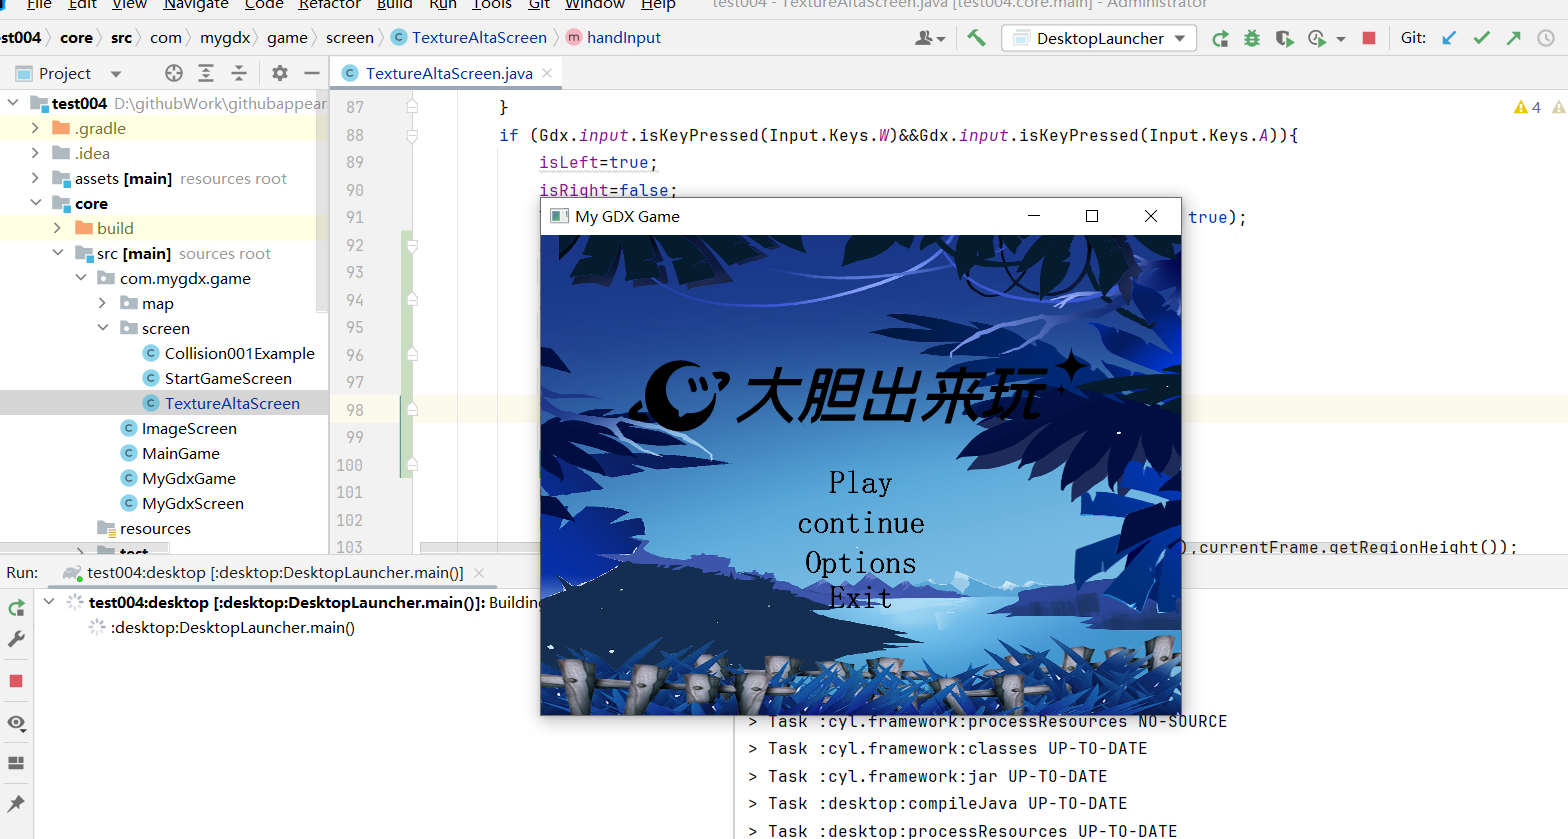 File Edit View Navigate Code Refactor Build Run Tools Git Window Help test004 - TextureAltaScreen.java [test004.core.main] - Administrator
st004 core src com mygdx game screen TextureAltaScreen handInput DesktopLauncher Git:
Project TextureAltaScreen.java
test004 D:\githubWork\githubappear
.gradle
.idea
assets [main] resources root
core
build
src [main] sources root
com.mygdx.game
map
screen
Collision001Example
StartGameScreen
TextureAltaScreen
ImageScreen
MainGame
MyGdxGame
MyGdxScreen
resources
test
87 }
4
88 if (Gdx.input.isKeyPressed(Input.Keys.W)&&Gdx.input.isKeyPressed(Input.Keys.A)){
89 isLeft=true;
90 isRight=false;
91 true);
92
93
94
95
96
97
98
99
100
101
102
103 ),currentFrame.getRegionHeight());
My GDX Game
大胆出来玩
Play
continue
Options
Exit
Run: test004:desktop [:desktop:DesktopLauncher.main()]
test004:desktop [:desktop:DesktopLauncher.main()]: Building
:desktop:DesktopLauncher.main()
> Task :cyl.framework:processResources NO-SOURCE
> Task :cyl.framework:classes UP-TO-DATE
> Task :cyl.framework:jar UP-TO-DATE
> Task :desktop:compileJava UP-TO-DATE
> Task :desktop:processResources UP-TO-DATE